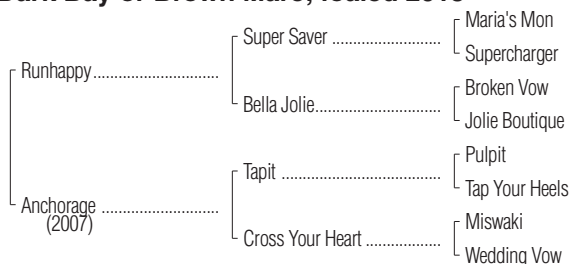 Dark Bay or Brown Mare; foaled
Maria's Mon
Super Saver ............................
Supercharger
Runhappy................................
Broken Vow
Bella Jolie................................
Jolie Boutique
Pulpit
Tapit ........................................
Tap Your Heels
Anchorage ..............................
(2007)
Miswaki
Cross Your Heart ...................
Wedding Vow